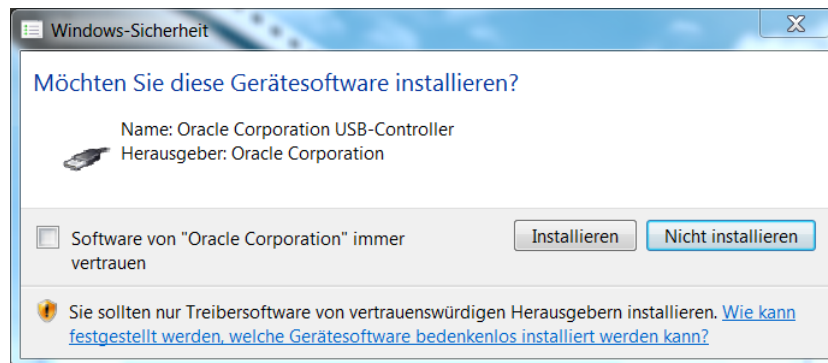 Windows-Sicherheit
Möchten Sie diese Gerätesoftware installieren?
Name: Oracle Corporation USB-Controller
Herausgeber: Oracle Corporation
Software von "Oracle Corporation" immer
vertrauen
Installieren
Nicht installieren
Sie sollten nur Treibersoftware von vertrauenswürdigen Herausgebern installieren. Wie kann
festgestellt werden, welche Gerätesoftware bedenkenlos installiert werden kann?